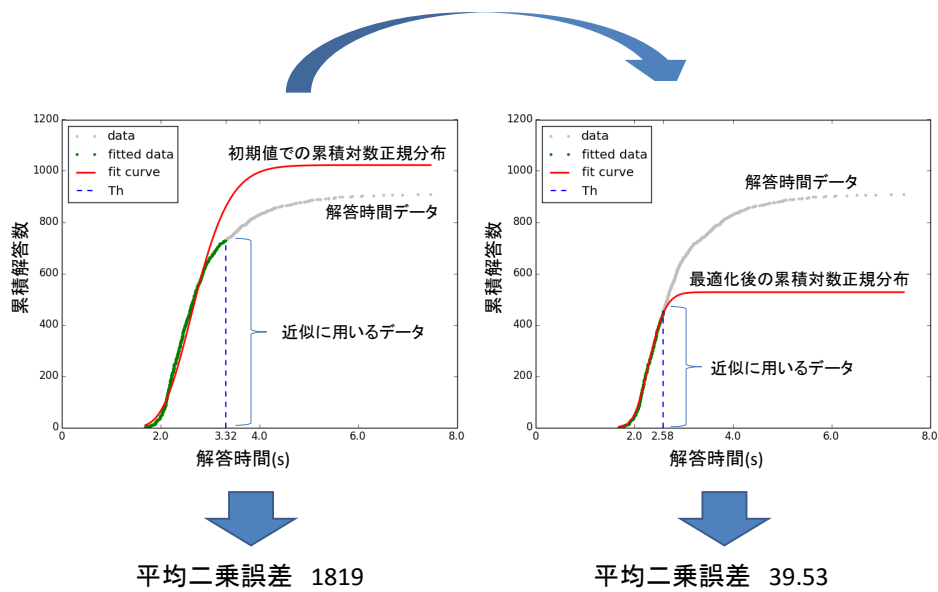 1200
1000
800
600
400
200
0
累積解答数
data
fitted data
fit curve
Th
初期値での累積対数正規分布
解答時間データ
近似に用いるデータ
0
2.0
3.32
4.0
6.0
8.0
解答時間(s)
平均二乗誤差 1819
1200
1000
800
600
400
200
0
累積解答数
data
fitted data
fit curve
Th
解答時間データ
最適化後の累積対数正規分布
近似に用いるデータ
0
2.0
2.58
4.0
6.0
8.0
解答時間(s)
平均二乗誤差 39.53